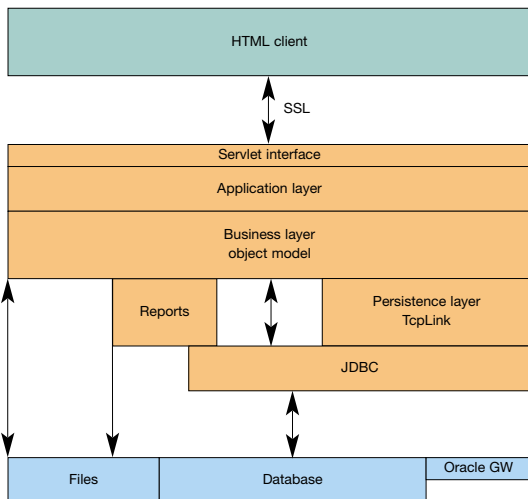 HTML client
SSL
Servlet interface
Application layer
Business layer
object model
Reports
Persistence layer
TcpLink
JDBC
Files
Database
Oracle GW